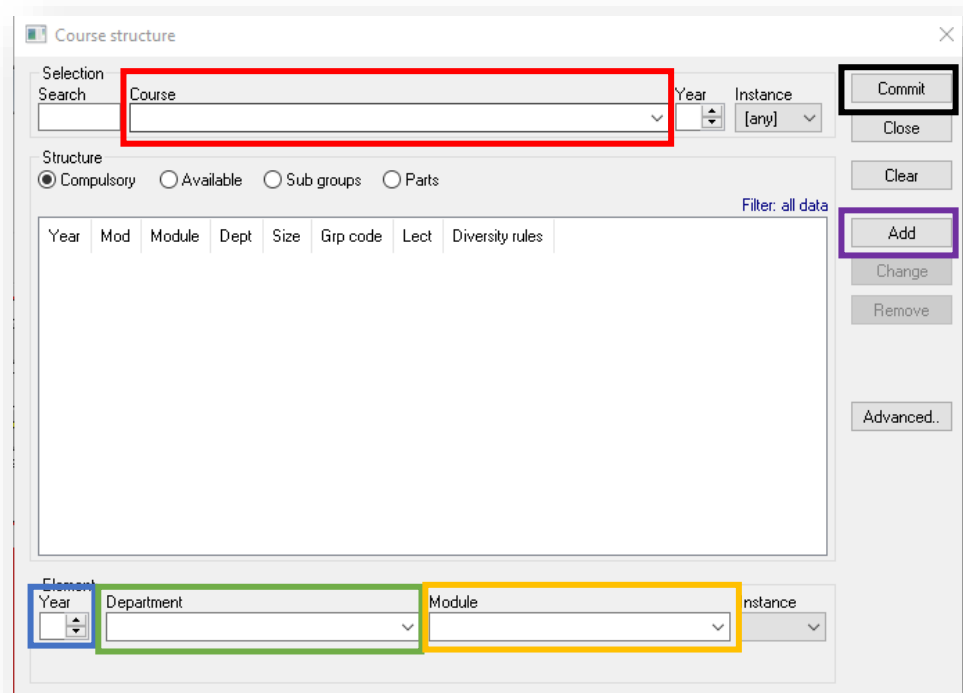 Course structure
Selection
Search Course Year Instance
[any]
Commit
Close
Structure
Compulsory Available Sub groups Parts
Clear
Filter: all data
Year Mod Module Dept Size Grp code Lect Diversity rules
Add
Change
Remove
Advanced..
Element
Year Department Module nstance